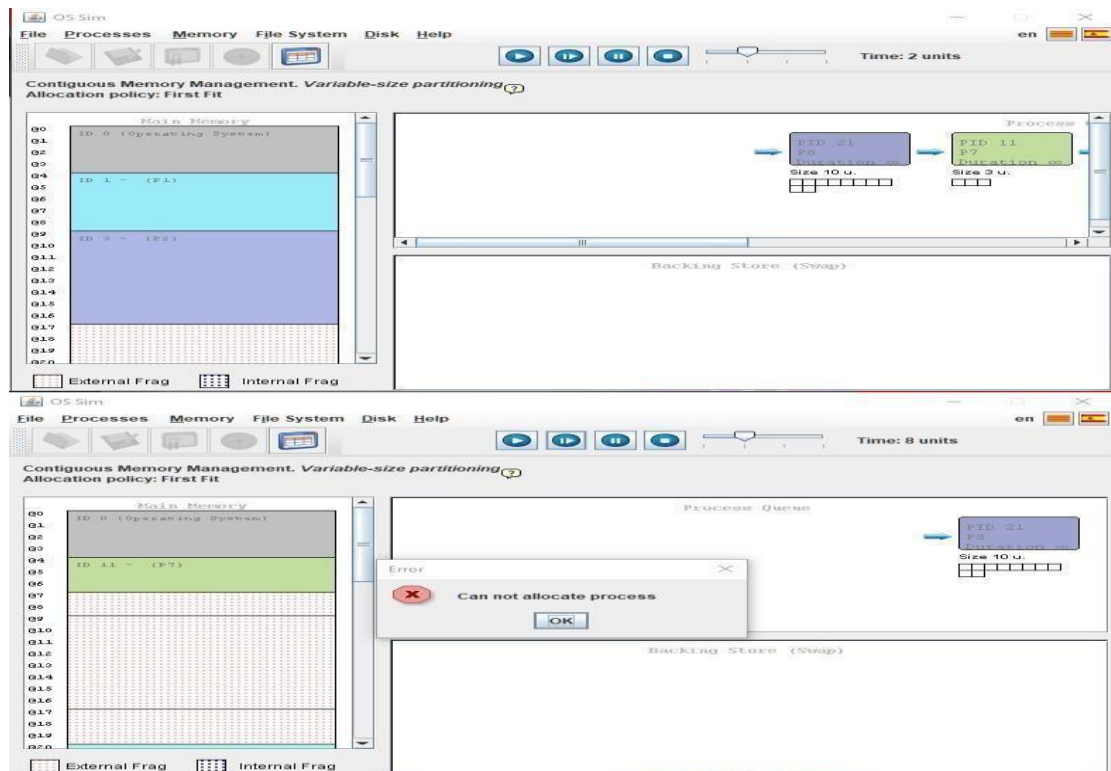 OS Sim
File Processes Memory File System Disk Help
en
Time: 2 units
Contiguous Memory Management. Variable-size partitioning
Allocation policy: First Fit
Main Memory
Process
@0
@1
@2
@3
@4
@5
@6
@7
@8
@9
@10
@11
@12
@13
@14
@15
@16
@17
@18
@19
@20
ID 0 (Operating System)
ID 1 - (P1)
ID 2 - (P2)
PID 21
P8
Duration ∞
Size 10 u.
PID 11
P7
Duration ∞
Size 3 u.
Backing Store (Swap)
External Frag
Internal Frag
OS Sim
File Processes Memory File System Disk Help
en
Time: 8 units
Contiguous Memory Management. Variable-size partitioning
Allocation policy: First Fit
Main Memory
Process Queue
@0
@1
@2
@3
@4
@5
@6
@7
@8
@9
@10
@11
@12
@13
@14
@15
@16
@17
@18
@19
@20
ID 0 (Operating System)
ID 11 - (P7)
PID 21
P8
Duration ∞
Size 10 u.
Error
Can not allocate process
OK
Backing Store (Swap)
External Frag
Internal Frag